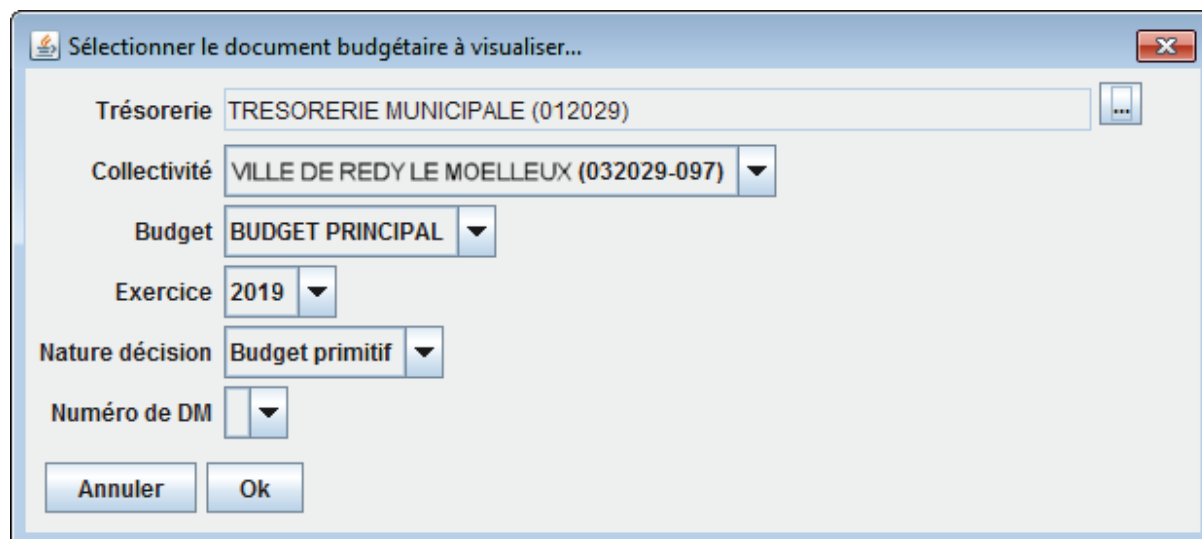 Sélectionner le document budgétaire à visualiser...
Trésorerie TRESORERIE MUNICIPALE (012029) ...
Collectivité VILLE DE REDY LE MOELLEUX (032029-097)
Budget BUDGET PRINCIPAL
Exercice 2019
Nature décision Budget primitif
Numéro de DM
Annuler Ok